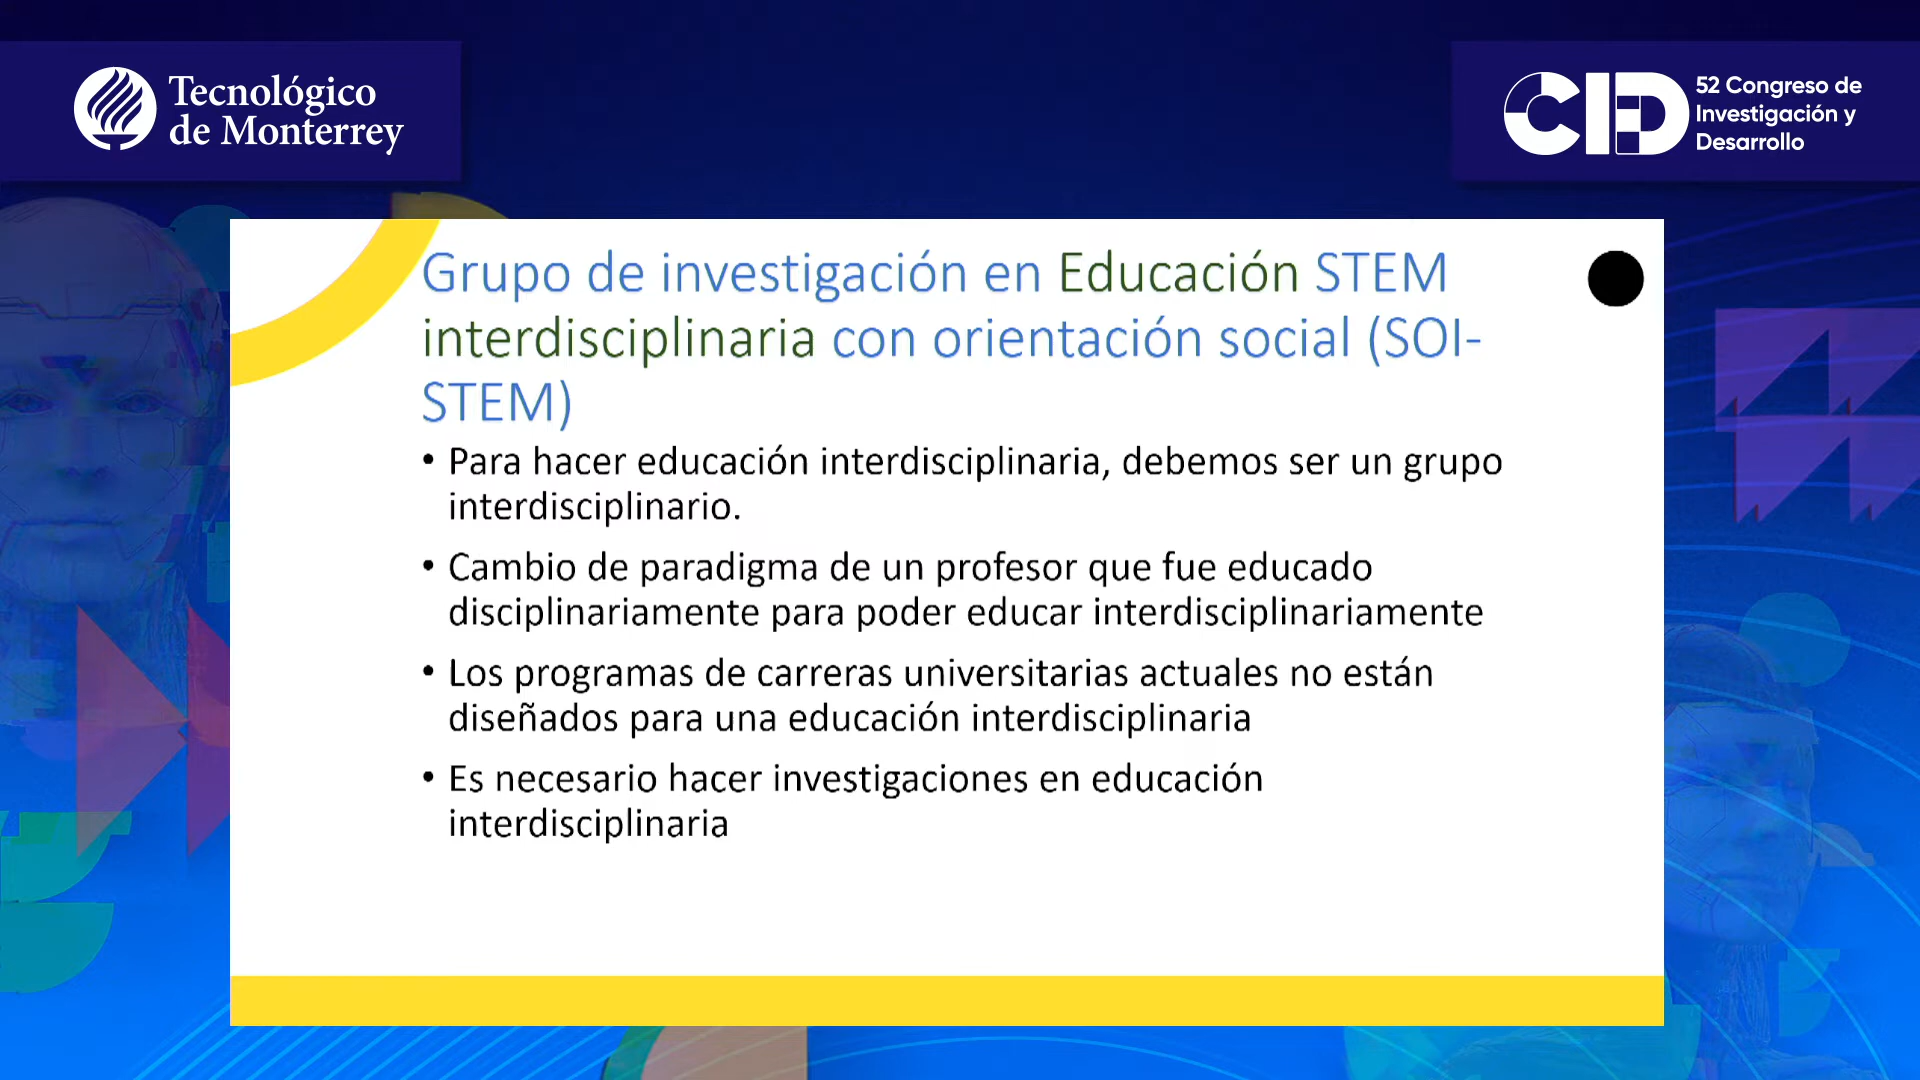 Tecnológico
de Monterrey
CID
52 Congreso de
Investigación y
Desarrollo
Grupo de investigación en Educación STEM
interdisciplinaria con orientación social (SOI-
STEM)
• Para hacer educación interdisciplinaria, debemos ser un grupo
interdisciplinario.
• Cambio de paradigma de un profesor que fue educado
disciplinariamente para poder educar interdisciplinariamente
• Los programas de carreras universitarias actuales no están
diseñados para una educación interdisciplinaria
• Es necesario hacer investigaciones en educación
interdisciplinaria